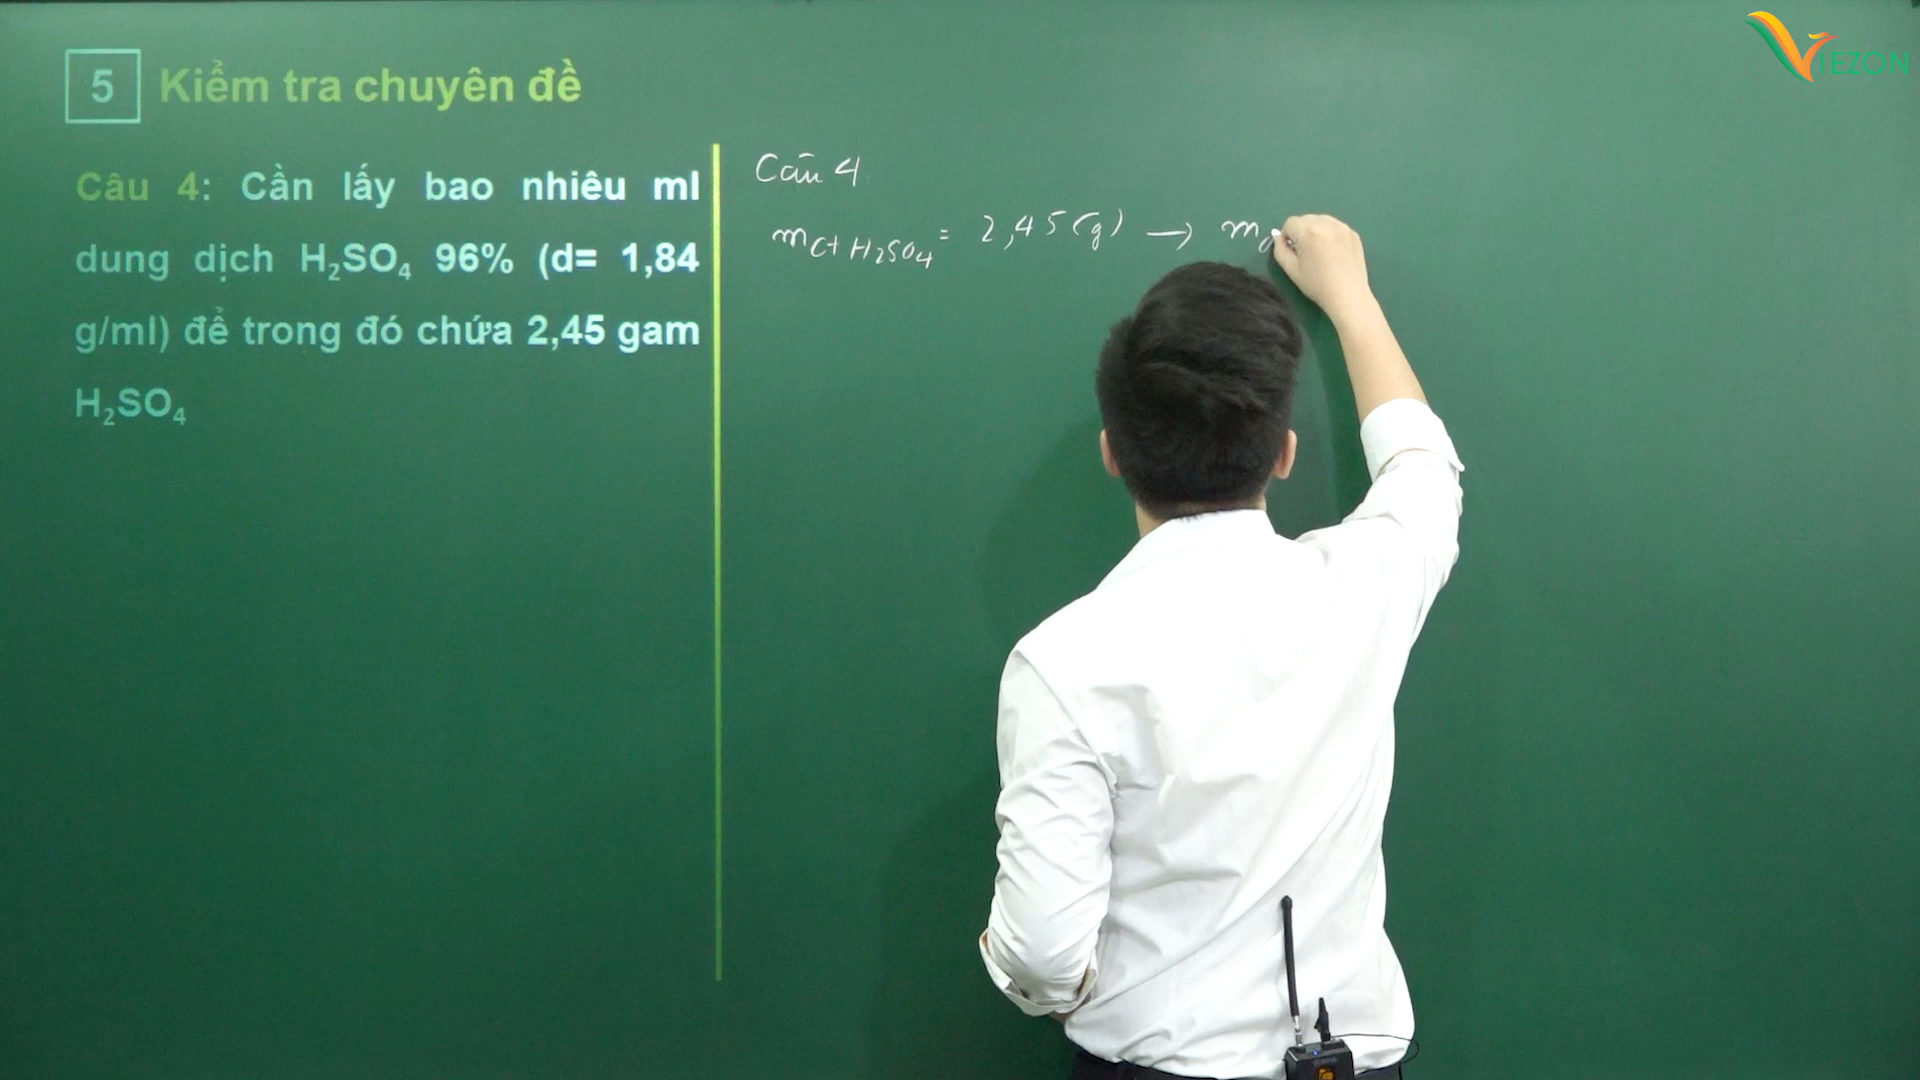 VIEZON
5 Kiểm tra chuyên đề
Câu 4: Cần lấy bao nhiêu ml
dung dịch H₂SO₄ 96% (d= 1,84
g/ml) để trong đó chứa 2,45 gam
H₂SO₄
Câu 4
m ct H₂SO₄ = 2,45 (g) → m